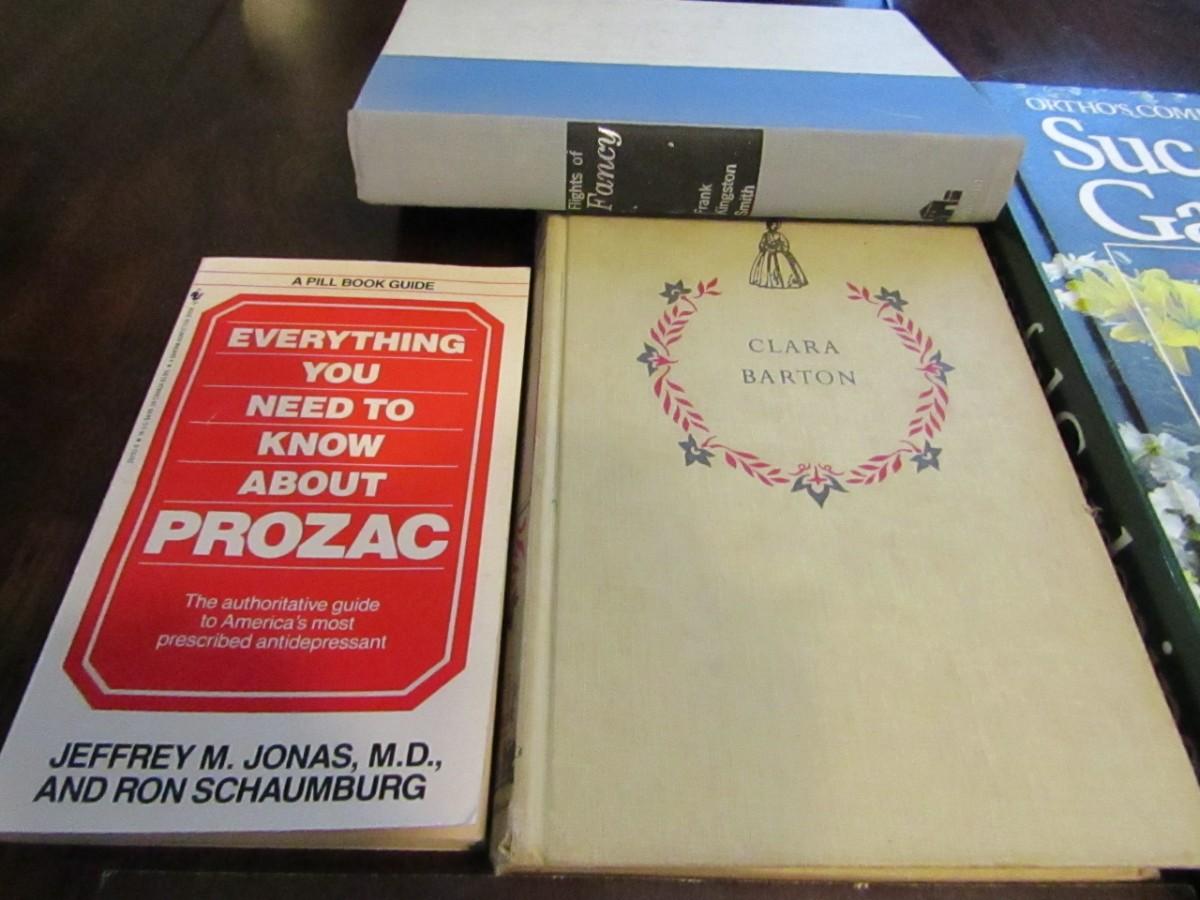 Flights of
Fancy
Frank
Kingston
Smith
ORTHO'S COM
Suc
Ga
A PILL BOOK GUIDE
EVERYTHING
YOU
NEED TO
KNOW
ABOUT
PROZAC
The authoritative guide
to America's most
prescribed antidepressant
JEFFREY M. JONAS, M.D.,
AND RON SCHAUMBURG
CLARA
BARTON